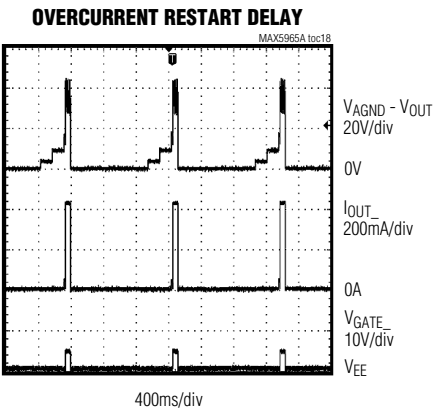 OVERCURRENT RESTART DELAY
MAX5965A toc18
T
VAGND - VOUT
20V/div
0V
IOUT_
200mA/div
0A
VGATE_
10V/div
VEE
400ms/div